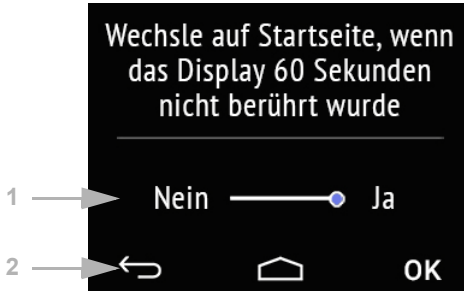 Wechsle auf Startseite, wenn
das Display 60 Sekunden
nicht berührt wurde
1 Nein Ja
2 OK